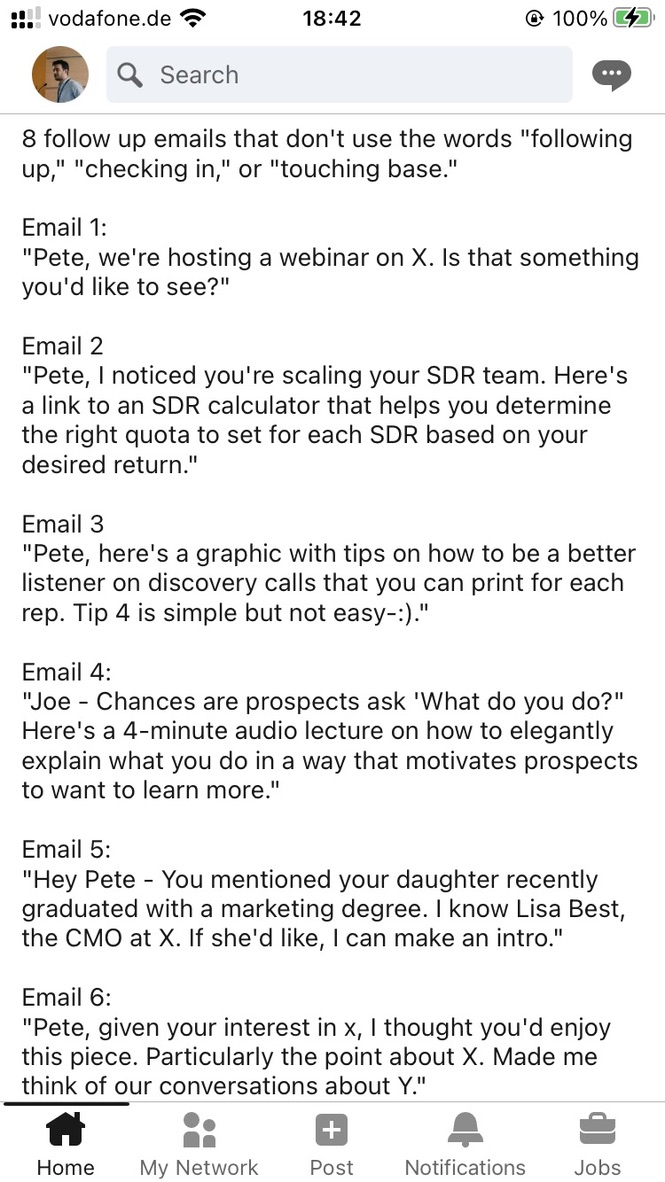 vodafone.de
18:42
100%
Search
8 follow up emails that don't use the words "following
up," "checking in," or "touching base."
Email 1:
"Pete, we're hosting a webinar on X. Is that something
you'd like to see?"
Email 2
"Pete, I noticed you're scaling your SDR team. Here's
a link to an SDR calculator that helps you determine
the right quota to set for each SDR based on your
desired return."
Email 3
"Pete, here's a graphic with tips on how to be a better
listener on discovery calls that you can print for each
rep. Tip 4 is simple but not easy-:)."
Email 4:
"Joe - Chances are prospects ask 'What do you do?"
Here's a 4-minute audio lecture on how to elegantly
explain what you do in a way that motivates prospects
to want to learn more."
Email 5:
"Hey Pete - You mentioned your daughter recently
graduated with a marketing degree. I know Lisa Best,
the CMO at X. If she'd like, I can make an intro."
Email 6:
"Pete, given your interest in x, I thought you'd enjoy
this piece. Particularly the point about X. Made me
think of our conversations about Y."
Home
My Network
Post
Notifications
Jobs